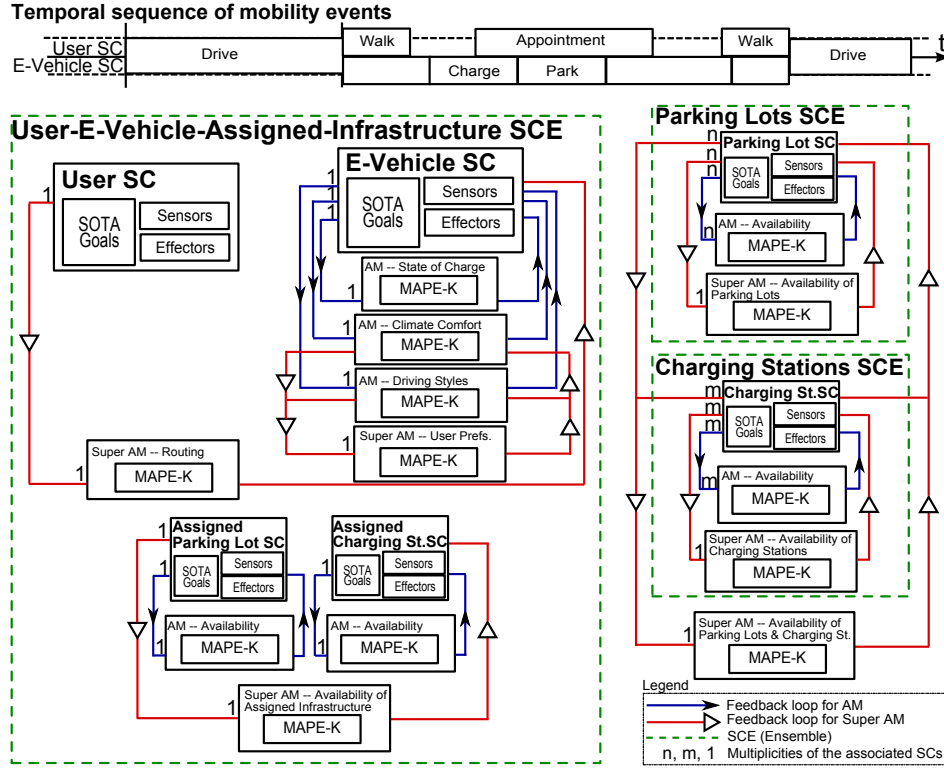 Temporal sequence of mobility events
User SC
E-Vehicle SC
Drive
Walk
Appointment
Walk
Charge
Park
Drive
t
User-E-Vehicle-Assigned-Infrastructure SCE
User SC
1
SOTA
Goals
Sensors
Effectors
E-Vehicle SC
1
1
1
SOTA
Goals
Sensors
Effectors
AM -- State of Charge
1
MAPE-K
AM -- Climate Comfort
1
MAPE-K
AM -- Driving Styles
1
MAPE-K
Super AM -- User Prefs.
1
MAPE-K
Super AM -- Routing
1
MAPE-K
Assigned
Parking Lot SC
1
1
SOTA
Goals
Sensors
Effectors
AM -- Availability
1
MAPE-K
Assigned
Charging St.SC
1
1
SOTA
Goals
Sensors
Effectors
AM -- Availability
1
MAPE-K
Super AM -- Availability of
Assigned Infrastructure
1
MAPE-K
Parking Lots SCE
Parking Lot SC
n
n
n
SOTA
Goals
Sensors
Effectors
AM -- Availability
n
MAPE-K
Super AM -- Availability of
Parking Lots
1
MAPE-K
Charging Stations SCE
Charging St.SC
m
m
m
SOTA
Goals
Sensors
Effectors
AM -- Availability
m
MAPE-K
Super AM -- Availability of
Charging Stations
1
MAPE-K
Super AM -- Availability of
Parking Lots & Charging St.
1
MAPE-K
Legend
Feedback loop for AM
Feedback loop for Super AM
SCE (Ensemble)
n, m, 1 Multiplicities of the associated SCs